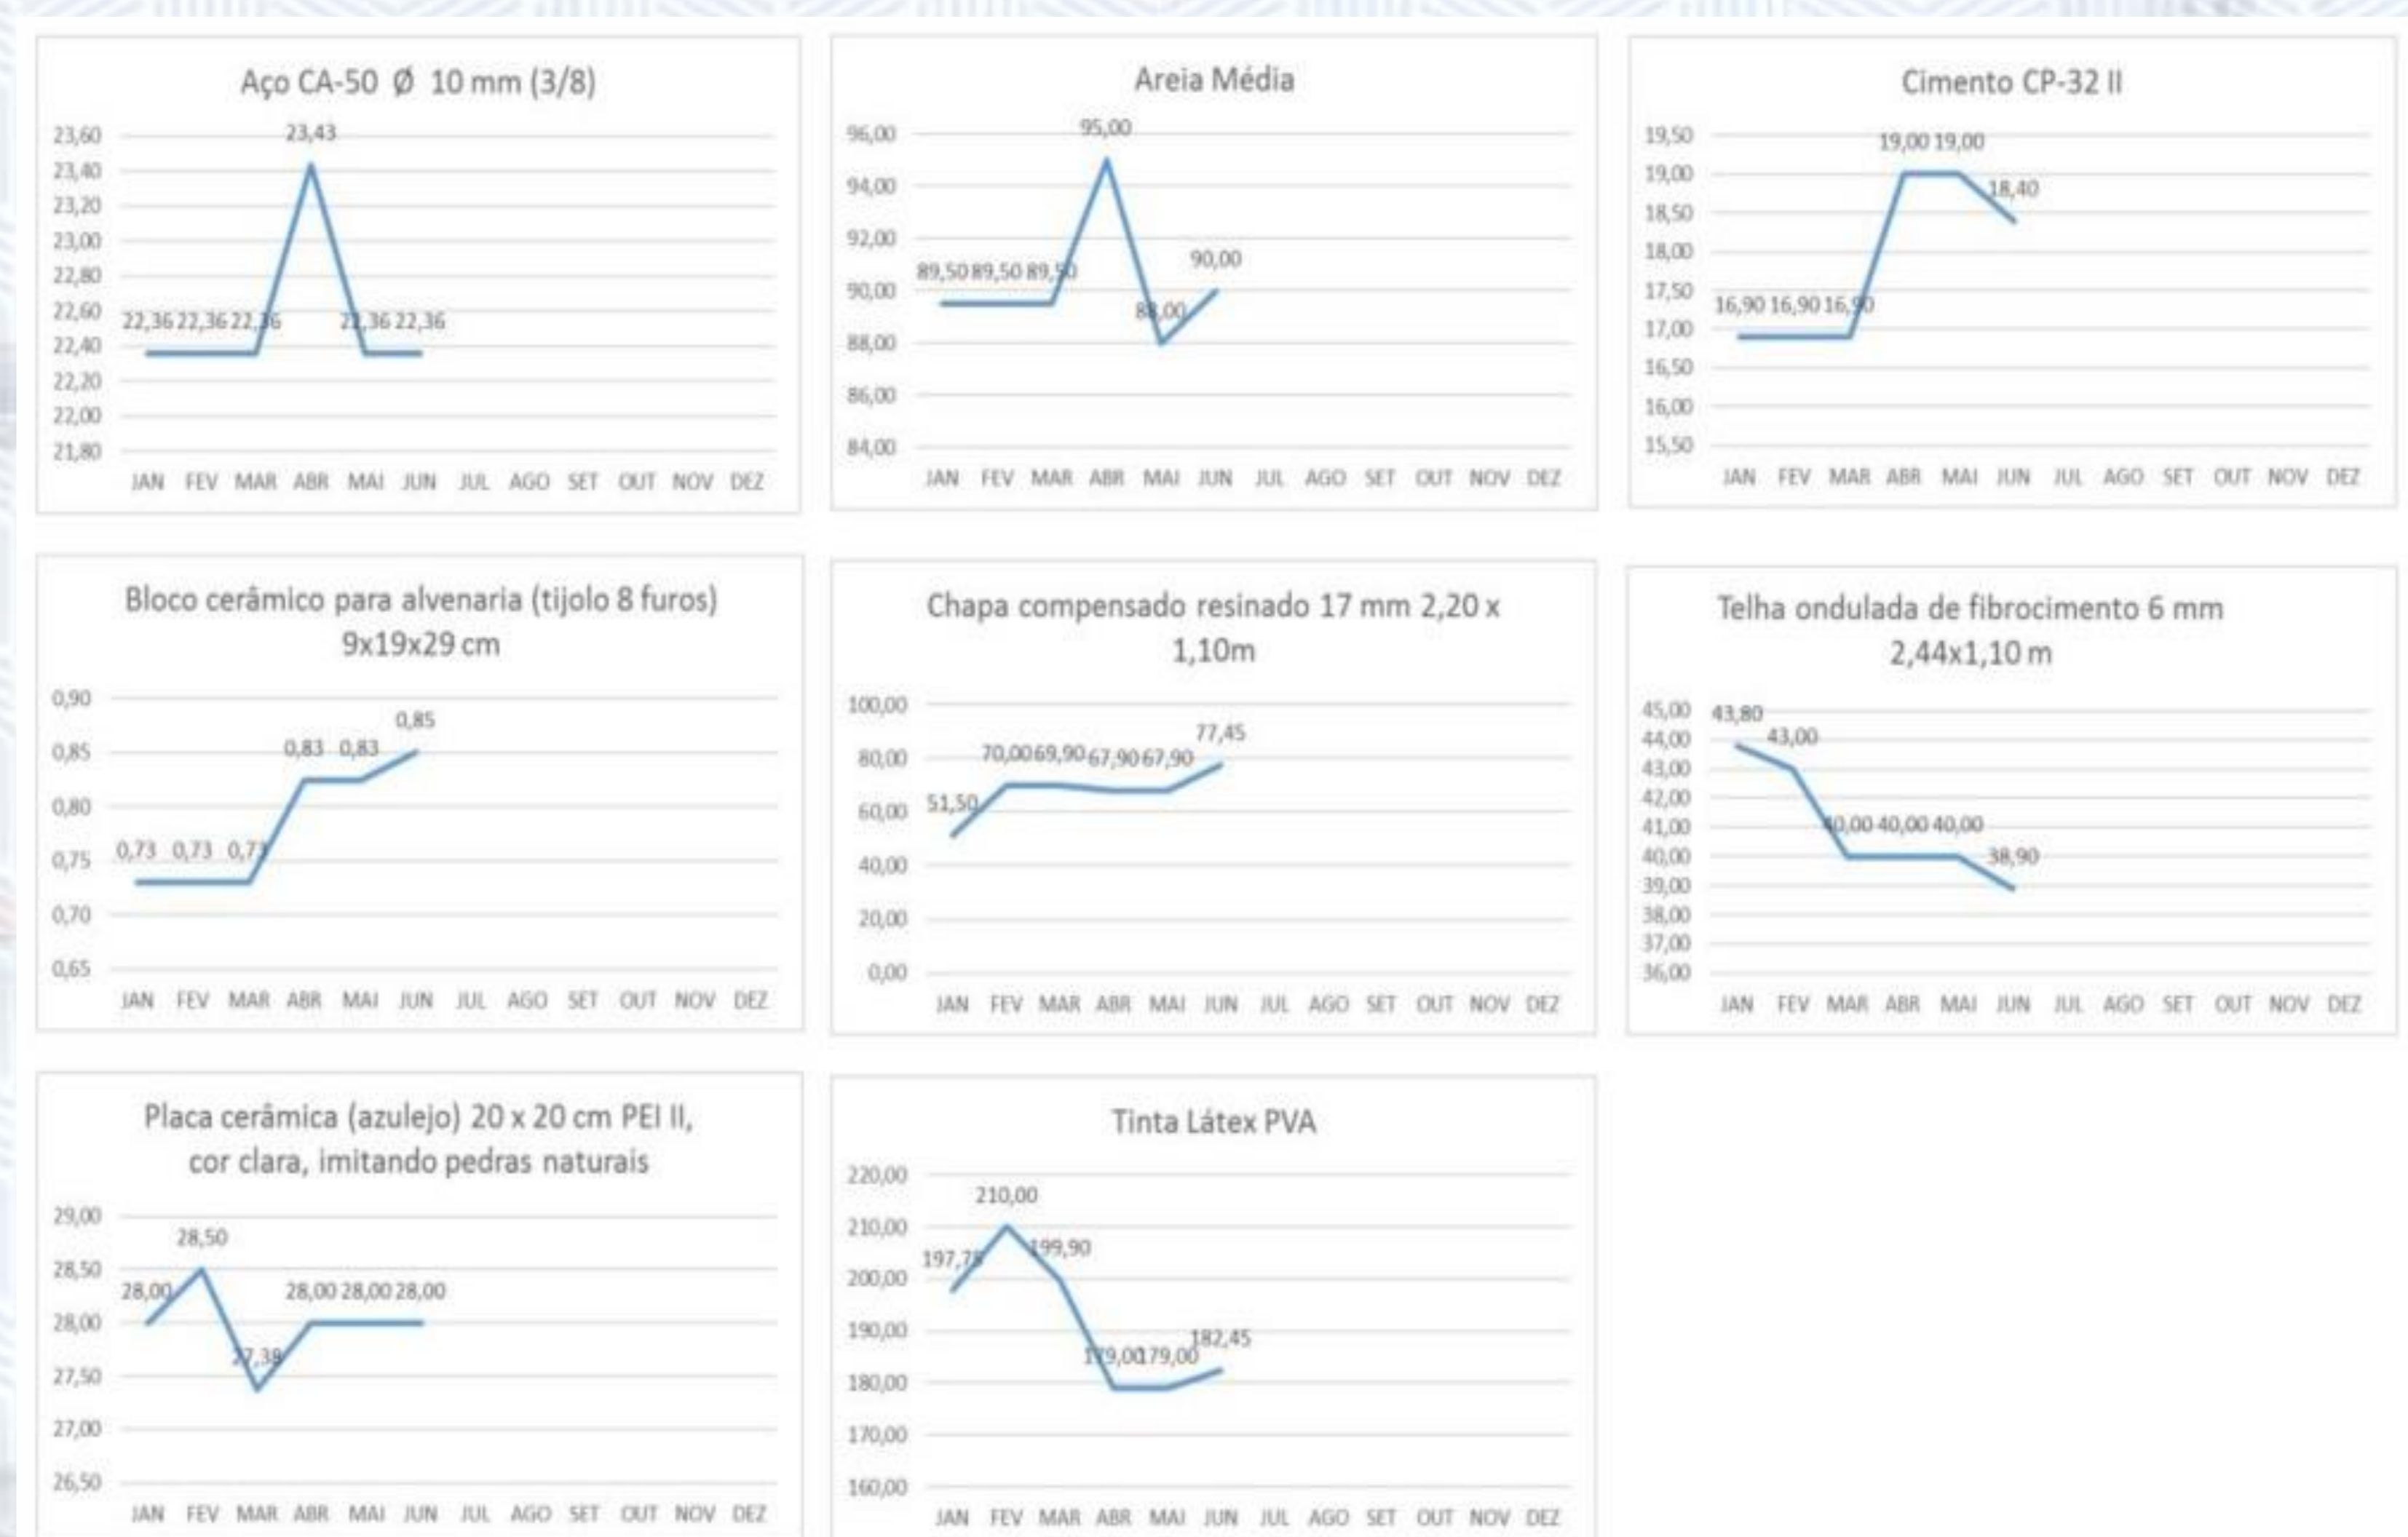 Aço CA-50 Ø 10 mm (3/8)
23,60
23,40
23,20
23,00
22,80
22,60
22,40
22,20
22,00
21,80
23,43
22,36 22,36 22,36 22,36 22,36
JAN FEV MAR ABR MAI JUN JUL AGO SET OUT NOV DEZ
Areia Média
96,00
94,00
92,00
90,00
88,00
86,00
84,00
95,00
89,50 89,50 89,50 88,00 90,00
JAN FEV MAR ABR MAI JUN JUL AGO SET OUT NOV DEZ
Cimento CP-32 II
19,50
19,00
18,50
18,00
17,50
17,00
16,50
16,00
15,50
19,00 19,00
18,40
16,90 16,90 16,90
JAN FEV MAR ABR MAI JUN JUL AGO SET OUT NOV DEZ
Bloco cerâmico para alvenaria (tijolo 8 furos)
9x19x29 cm
0,90
0,85
0,80
0,75
0,70
0,65
0,85
0,83 0,83
0,73 0,73 0,73
JAN FEV MAR ABR MAI JUN JUL AGO SET OUT NOV DEZ
Chapa compensado resinado 17 mm 2,20 x
1,10m
100,00
80,00
60,00
40,00
20,00
0,00
77,45
70,00 69,90 67,90 67,90
51,50
JAN FEV MAR ABR MAI JUN JUL AGO SET OUT NOV DEZ
Telha ondulada de fibrocimento 6 mm
2,44x1,10 m
45,00
44,00
43,00
42,00
41,00
40,00
39,00
38,00
37,00
36,00
43,80
43,00
40,00 40,00 40,00
38,90
JAN FEV MAR ABR MAI JUN JUL AGO SET OUT NOV DEZ
Placa cerâmica (azulejo) 20 x 20 cm PEI II,
cor clara, imitando pedras naturais
29,00
28,50
28,00
27,50
27,00
26,50
28,50
28,00 28,00 28,00 28,00
27,38
JAN FEV MAR ABR MAI JUN JUL AGO SET OUT NOV DEZ
Tinta Látex PVA
220,00
210,00
200,00
190,00
180,00
170,00
160,00
210,00
197,78
199,90
179,00 179,00
182,45
JAN FEV MAR ABR MAI JUN JUL AGO SET OUT NOV DEZ